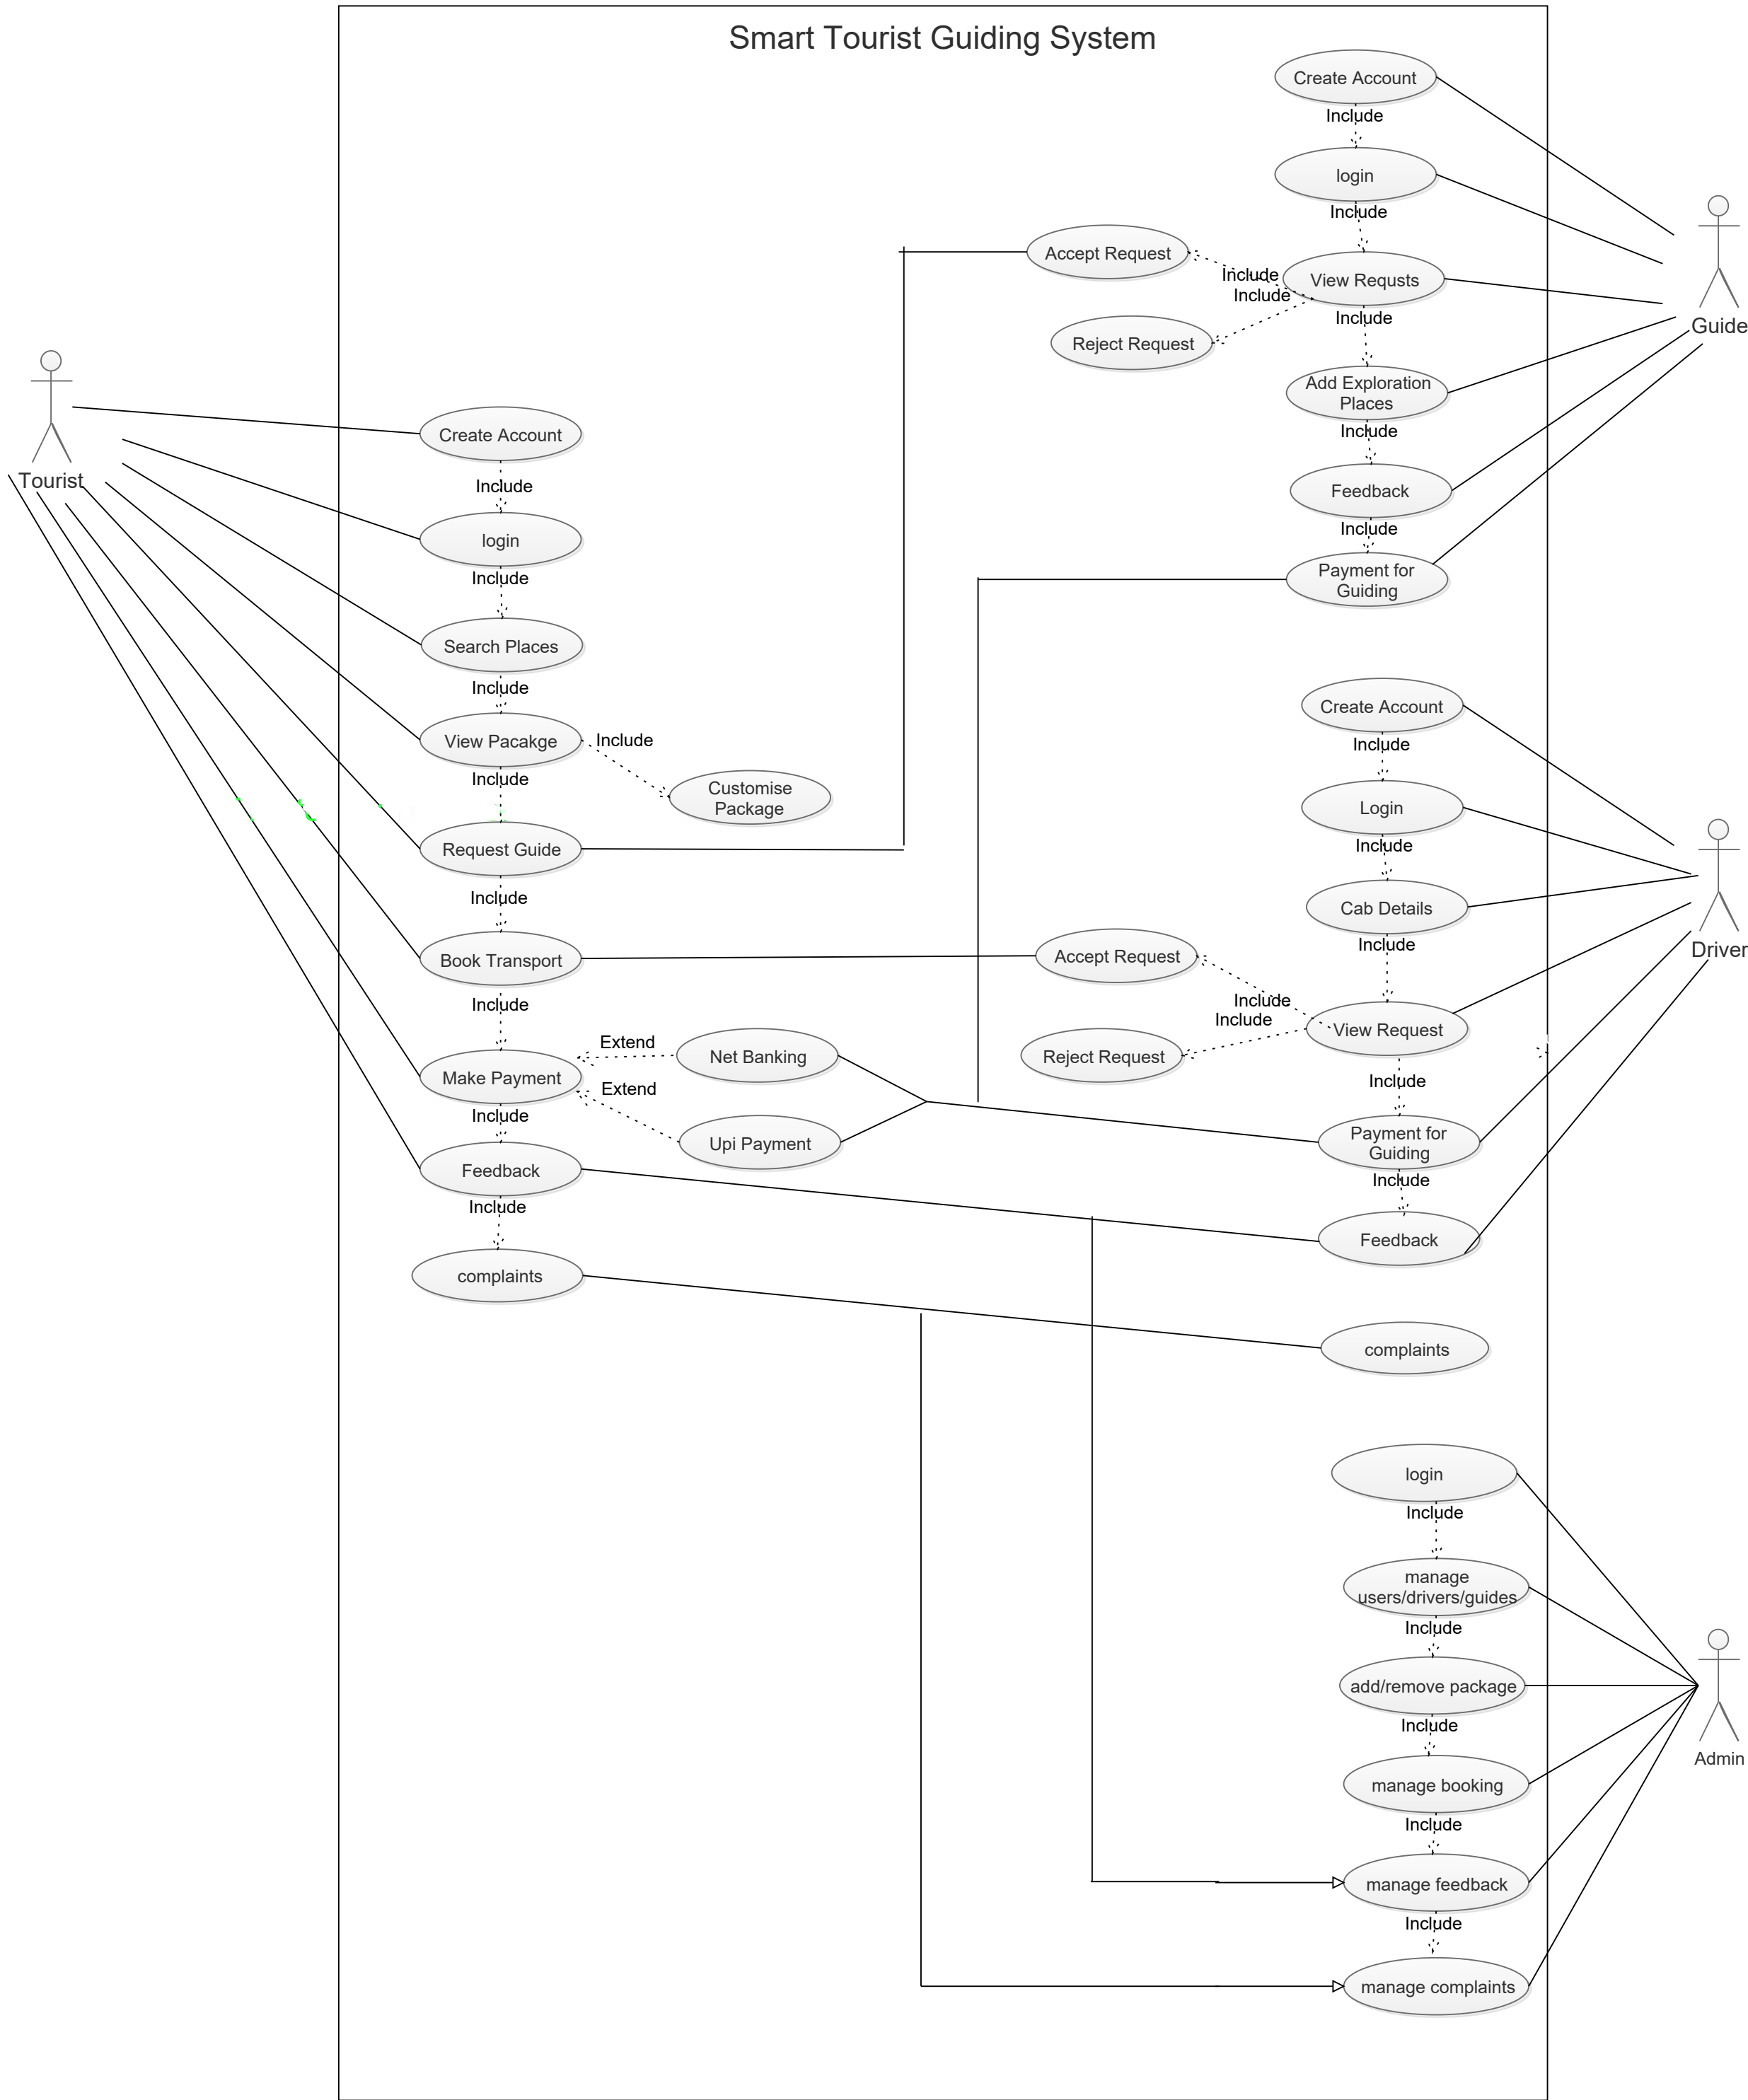 Smart Tourist Guiding System
Create Account
Include
login
Include
Accept Request
Include
View Requsts
Include
Include
Reject Request
Add Exploration
Places
Include
Feedback
Include
Payment for
Guiding
Guide
Tourist
Create Account
Include
login
Include
Search Places
Include
View Pacakge
Include
Include
Customise
Package
Request Guide
Include
Book Transport
Include
Extend
Net Banking
Make Payment
Extend
Include
Upi Payment
Feedback
Include
complaints
Create Account
Include
Login
Include
Cab Details
Include
Accept Request
Include
Include
View Request
Reject Request
Include
Payment for
Guiding
Include
Feedback
complaints
Driver
login
Include
manage
users/drivers/guides
Include
add/remove package
Include
manage booking
Include
manage feedback
Include
manage complaints
Admin